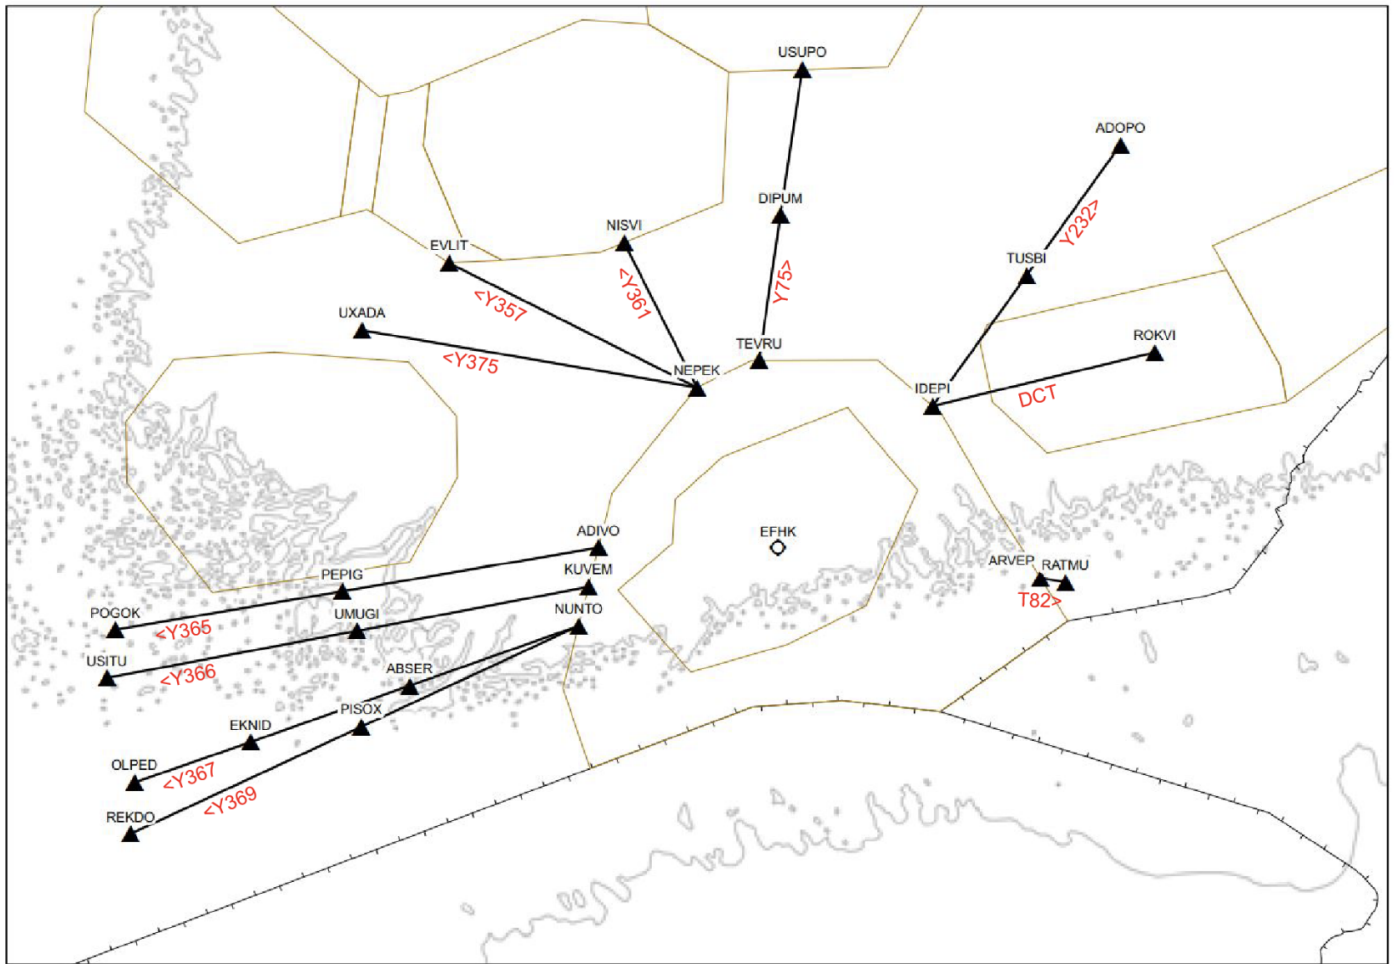 USUPO
ADOPO
DIPUM
Y232>
NISVI
EVLIT
TUSBI
<Y361
Y75>
<Y357
UXADA
ROKVI
TEVRU
<Y375
NEPEK
IDEPI
DCT
ADIVO
EFHK
ARVEP
RATMU
KUVEM
PEPIG
T82>
NUNTO
POGOK
UMUGI
<Y365
USITU
<Y366
ABSER
PISOX
EKNID
OLPED
<Y367
<Y369
REKDO